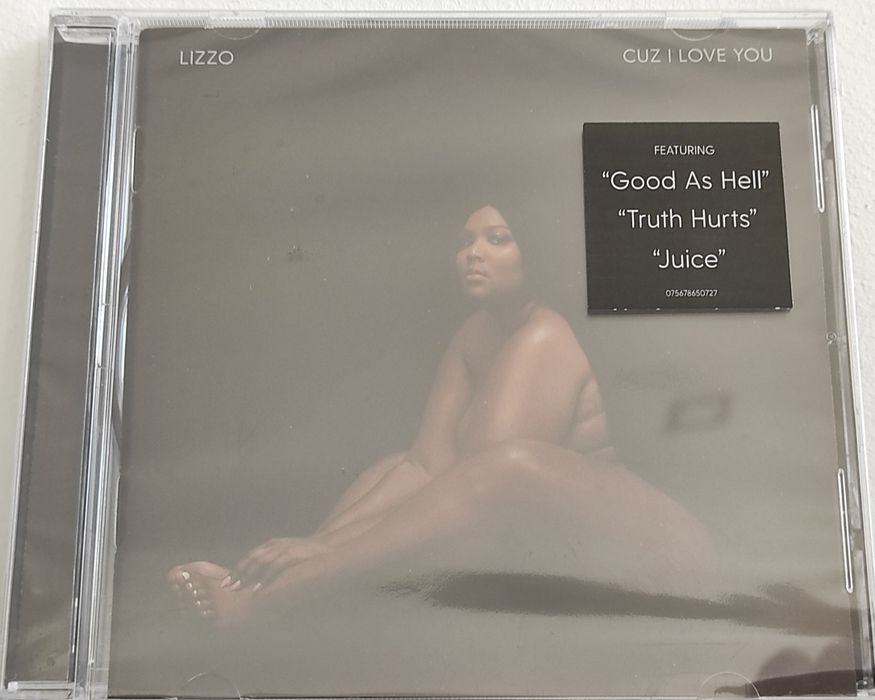 LIZZO
CUZ I LOVE YOU
FEATURING
“Good As Hell”
“Truth Hurts”
“Juice”
075678650727